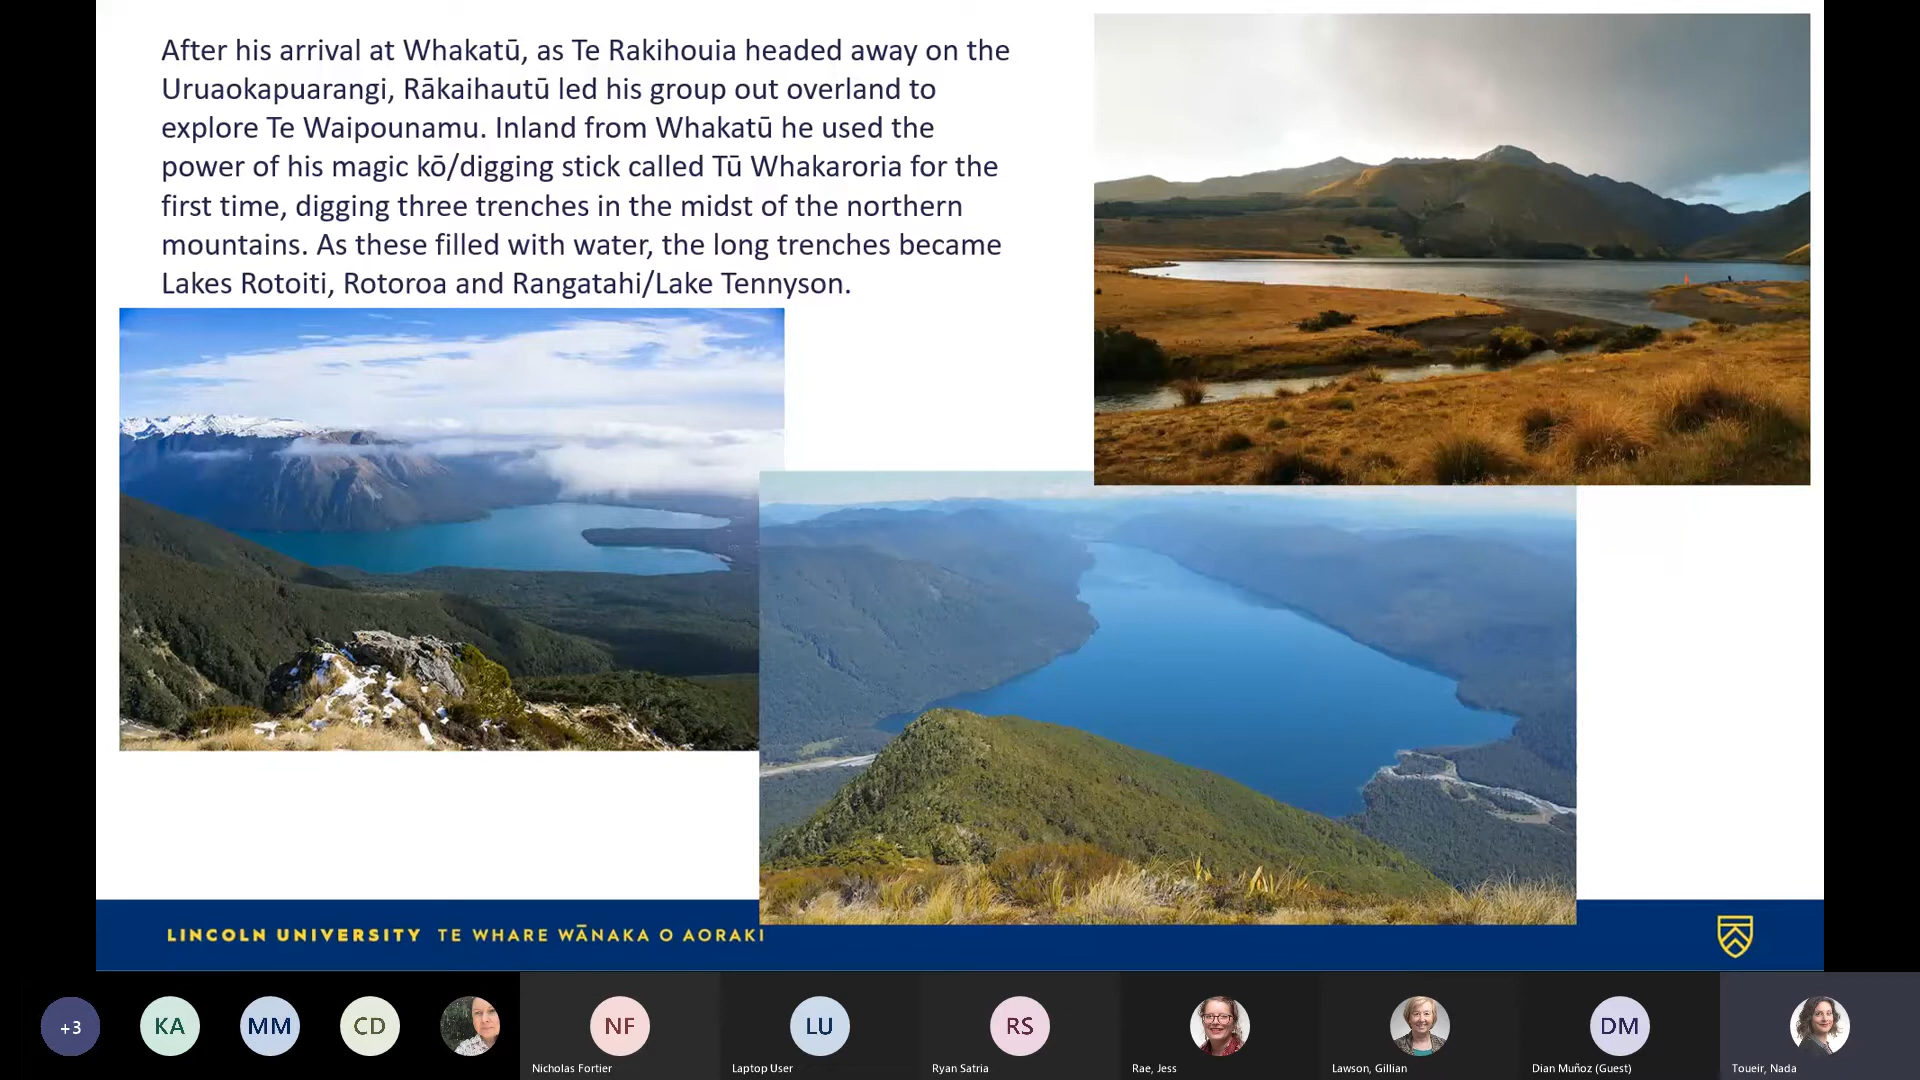 After his arrival at Whakatū, as Te Rakihouia headed away on the
Uruaokapuarangi, Rākaihautū led his group out overland to
explore Te Waipounamu. Inland from Whakatū he used the
power of his magic kō/digging stick called Tū Whakaroria for the
first time, digging three trenches in the midst of the northern
mountains. As these filled with water, the long trenches became
Lakes Rotoiti, Rotoroa and Rangatahi/Lake Tennyson.
LINCOLN UNIVERSITY TE WHARE WĀNAKA O AORAKI
+3
KA
MM
CD
NF
LU
RS
DM
Nicholas Fortier
Laptop User
Ryan Satria
Rae, Jess
Lawson, Gillian
Dian Muñoz (Guest)
Toueir, Nada